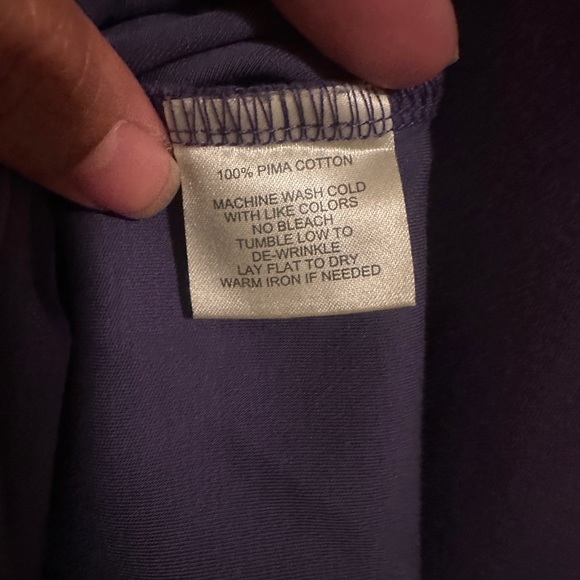 100% PIMA COTTON
MACHINE WASH COLD
WITH LIKE COLORS
NO BLEACH
TUMBLE LOW TO
DE-WRINKLE
LAY FLAT TO DRY
WARM IRON IF NEEDED